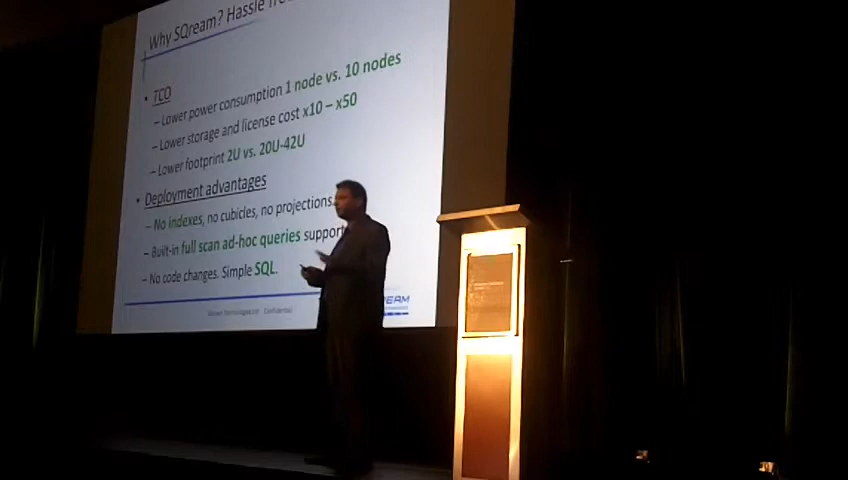 Why SQream? Hassle
• TCO
– Lower power consumption 1 node vs. 10 nodes
– Lower storage and license cost x10 – x50
– Lower footprint 2U vs. 20U-42U
• Deployment advantages
– No indexes, no cubicles, no projections.
– Built-in full scan ad-hoc queries support
– No code changes. Simple SQL.
Confidential